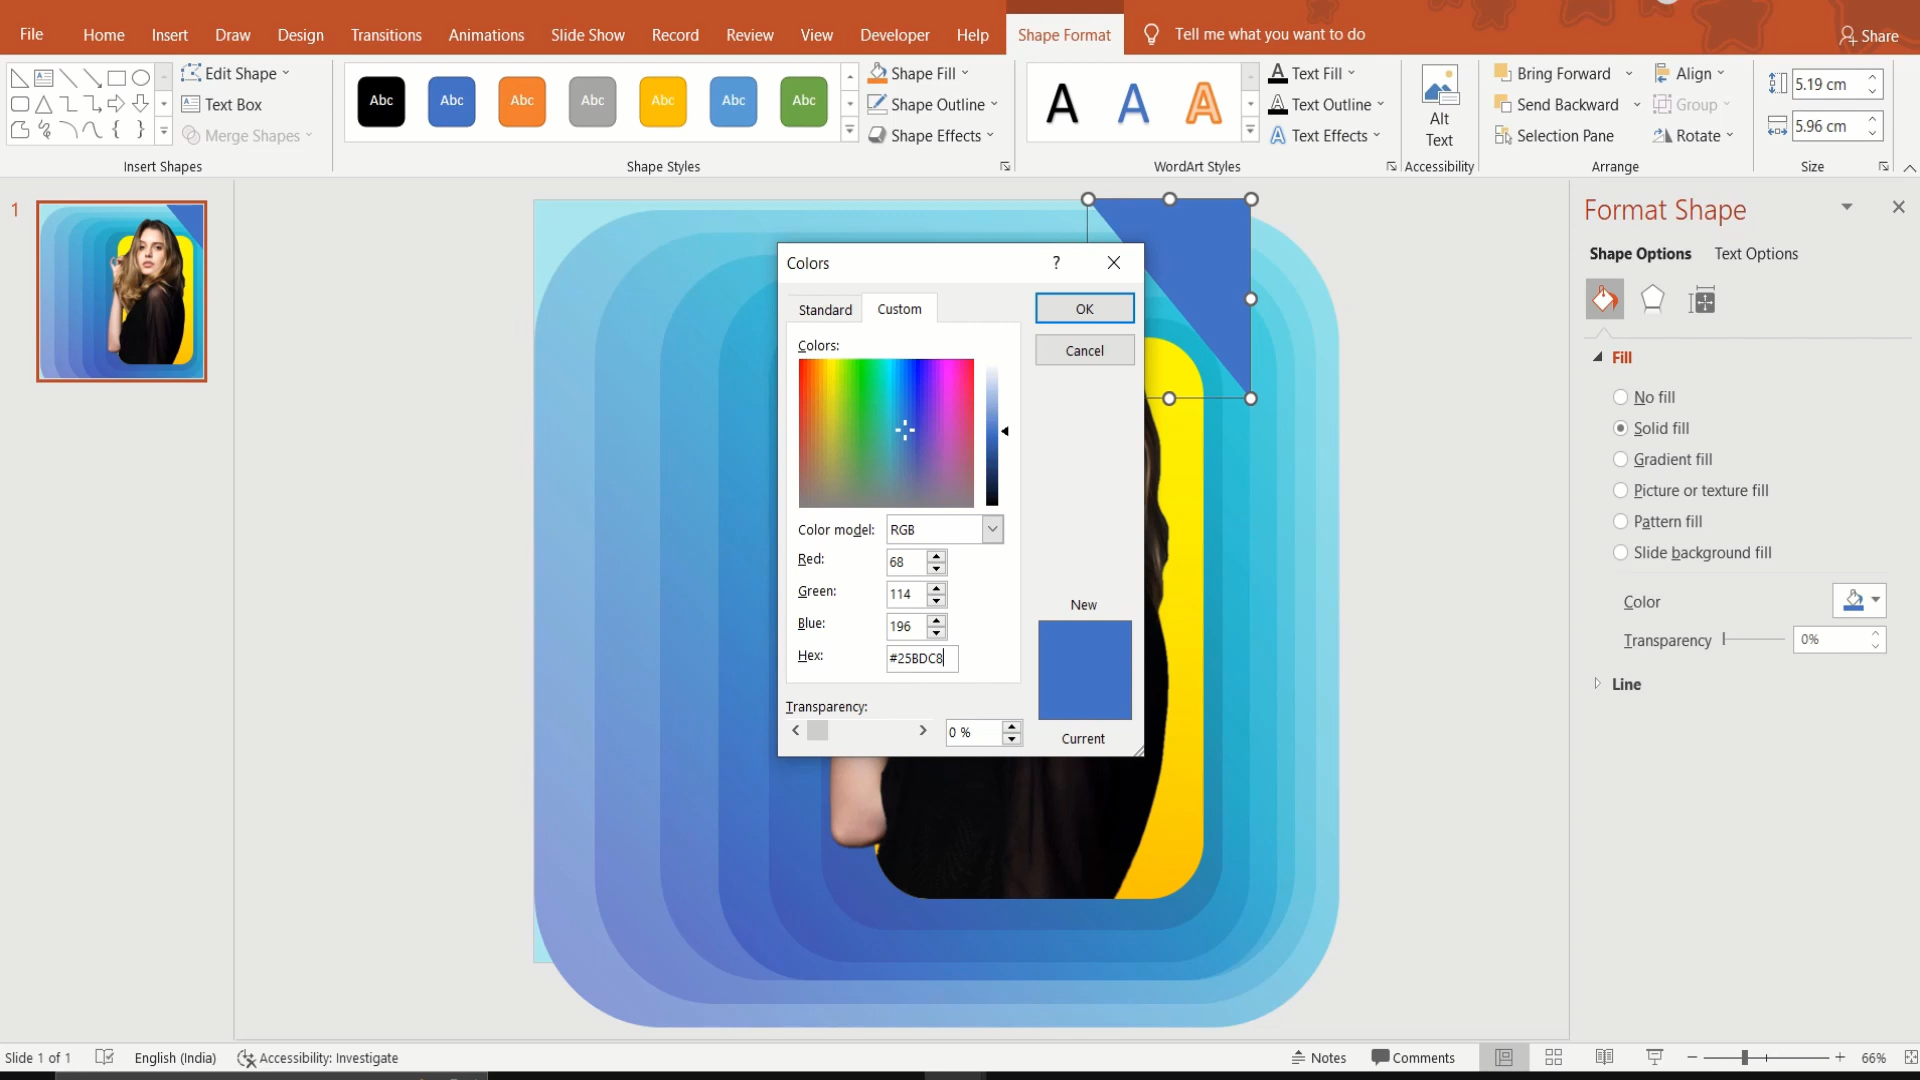 File Home Insert Draw Design Transitions Animations Slide Show Record Review View Developer Help Shape Format Tell me what you want to do Share
Edit Shape
Text Box
Merge Shapes
Insert Shapes
Abc Abc Abc Abc Abc Abc Abc
Shape Fill
Shape Outline
Shape Effects
Shape Styles
A A A
Text Fill
Text Outline
Text Effects
WordArt Styles
Alt
Text
Accessibility
Bring Forward
Send Backward
Selection Pane
Align
Group
Rotate
Arrange
5.19 cm
5.96 cm
Size
1
Colors ?
Standard Custom
OK
Cancel
Colors:
Color model: RGB
Red: 68
Green: 114
Blue: 196
Hex: #25BDC8
Transparency:
0 %
New
Current
Format Shape
Shape Options Text Options
Fill
No fill
Solid fill
Gradient fill
Picture or texture fill
Pattern fill
Slide background fill
Color
Transparency 0%
Line
Slide 1 of 1 English (India) Accessibility: Investigate Notes Comments 66%